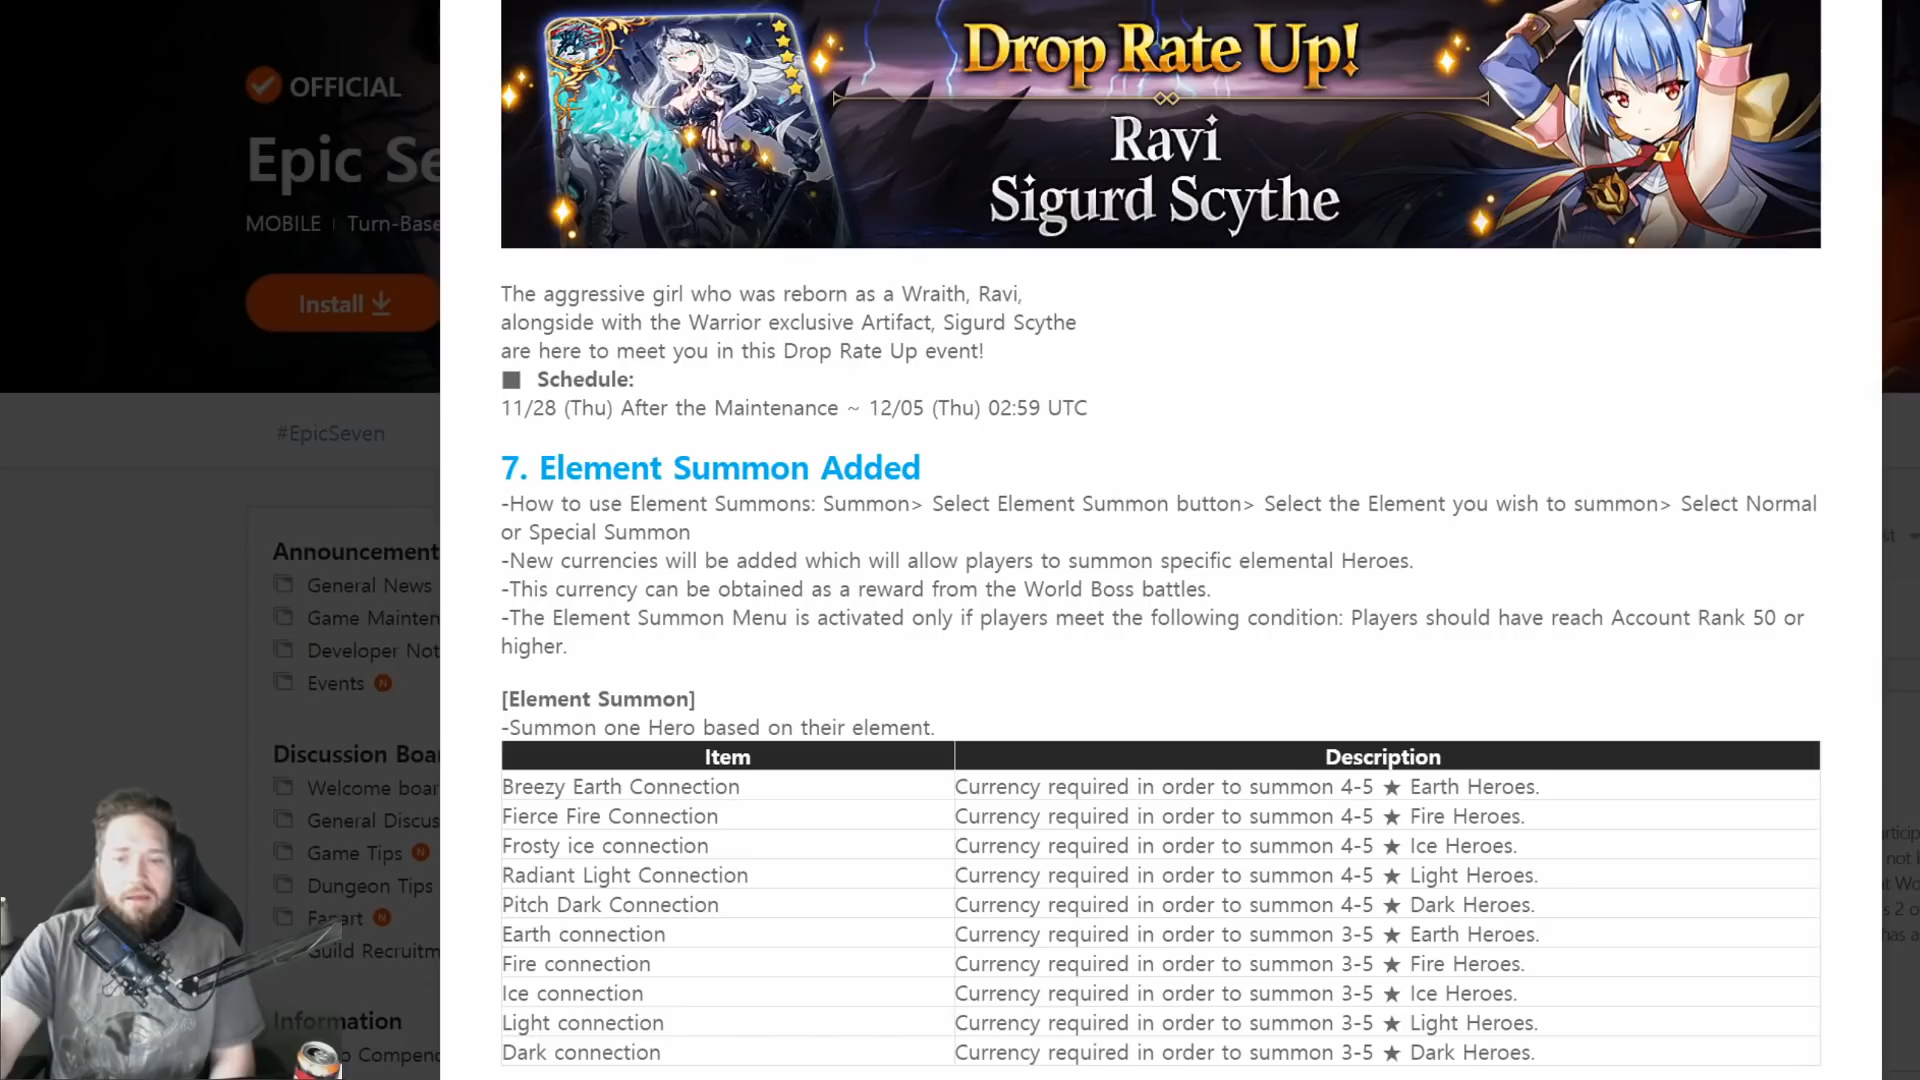 OFFICIAL
Epic Se
MOBILE | Turn-Base
Install
#EpicSeven
Announcement
General News
Game Mainten
Developer Not
Events N
Discussion Boa
Welcome boar
General Discus
Game Tips N
Dungeon Tips
Fanart N
Guild Recruitm
Information
o Compend
Drop Rate Up!
Ravi
Sigurd Scythe
The aggressive girl who was reborn as a Wraith, Ravi,
alongside with the Warrior exclusive Artifact, Sigurd Scythe
are here to meet you in this Drop Rate Up event!
■ Schedule:
11/28 (Thu) After the Maintenance ~ 12/05 (Thu) 02:59 UTC
7. Element Summon Added
-How to use Element Summons: Summon> Select Element Summon button> Select the Element you wish to summon> Select Normal
or Special Summon
-New currencies will be added which will allow players to summon specific elemental Heroes.
-This currency can be obtained as a reward from the World Boss battles.
-The Element Summon Menu is activated only if players meet the following condition: Players should have reach Account Rank 50 or
higher.
[Element Summon]
-Summon one Hero based on their element.
Item Description
Breezy Earth Connection Currency required in order to summon 4-5 ★ Earth Heroes.
Fierce Fire Connection Currency required in order to summon 4-5 ★ Fire Heroes.
Frosty ice connection Currency required in order to summon 4-5 ★ Ice Heroes.
Radiant Light Connection Currency required in order to summon 4-5 ★ Light Heroes.
Pitch Dark Connection Currency required in order to summon 4-5 ★ Dark Heroes.
Earth connection Currency required in order to summon 3-5 ★ Earth Heroes.
Fire connection Currency required in order to summon 3-5 ★ Fire Heroes.
Ice connection Currency required in order to summon 3-5 ★ Ice Heroes.
Light connection Currency required in order to summon 3-5 ★ Light Heroes.
Dark connection Currency required in order to summon 3-5 ★ Dark Heroes.